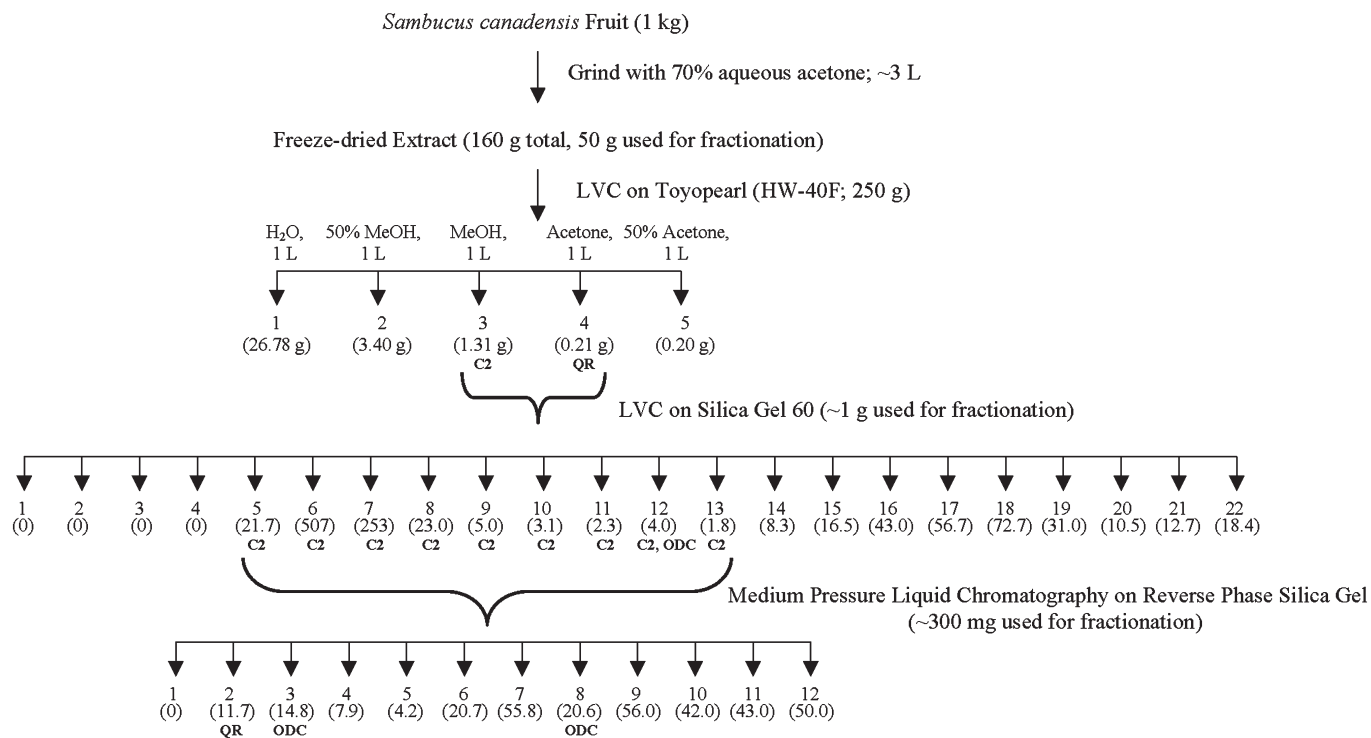 Sambucus canadensis Fruit (1 kg)
Grind with 70% aqueous acetone; ~3 L
Freeze-dried Extract (160 g total, 50 g used for fractionation)
LVC on Toyopearl (HW-40F; 250 g)
H₂O, 50% MeOH, MeOH, Acetone, 50% Acetone,
1 L 1 L 1 L 1 L 1 L
1 2 3 4 5
(26.78 g) (3.40 g) (1.31 g) (0.21 g) (0.20 g)
C2 QR
LVC on Silica Gel 60 (~1 g used for fractionation)
1 2 3 4 5 6 7 8 9 10 11 12 13 14 15 16 17 18 19 20 21 22
(0) (0) (0) (0) (21.7) (507) (253) (23.0) (5.0) (3.1) (2.3) (4.0) (1.8) (8.3) (16.5) (43.0) (56.7) (72.7) (31.0) (10.5) (12.7) (18.4)
C2 C2 C2 C2 C2 C2 C2 C2, ODC C2
Medium Pressure Liquid Chromatography on Reverse Phase Silica Gel
(~300 mg used for fractionation)
1 2 3 4 5 6 7 8 9 10 11 12
(0) (11.7) (14.8) (7.9) (4.2) (20.7) (55.8) (20.6) (56.0) (42.0) (43.0) (50.0)
QR ODC ODC